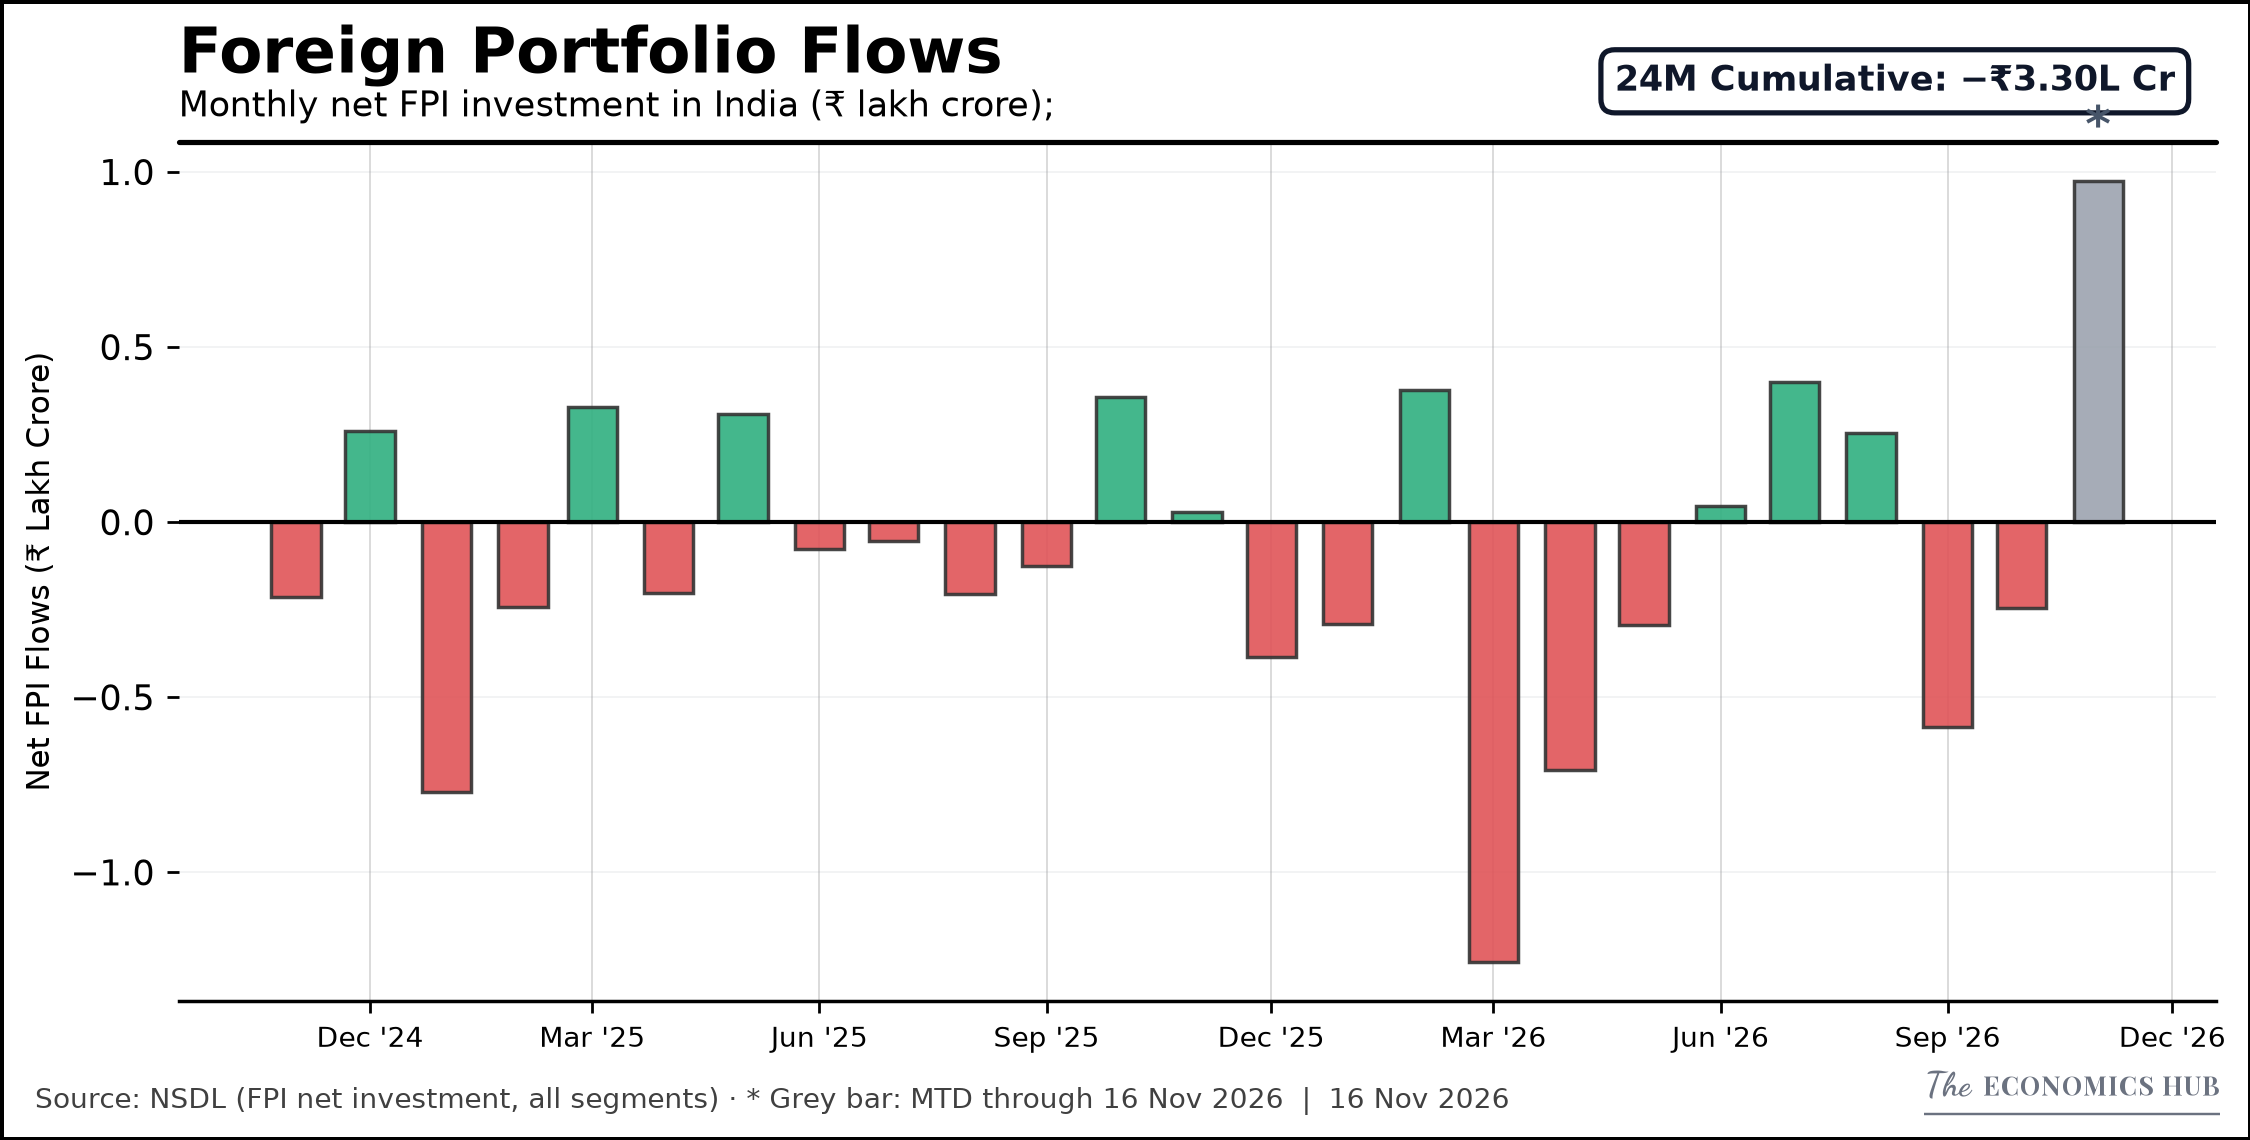 Foreign Portfolio Flows
Monthly net FPI investment in India (₹ lakh crore);
24M Cumulative: −₹3.30L Cr
*
Net FPI Flows (₹ Lakh Crore)
1.0
0.5
0.0
−0.5
−1.0
Dec '24 Mar '25 Jun '25 Sep '25 Dec '25 Mar '26 Jun '26 Sep '26 Dec '26
Source: NSDL (FPI net investment, all segments) · * Grey bar: MTD through 16 Nov 2026 | 16 Nov 2026
The ECONOMICS HUB